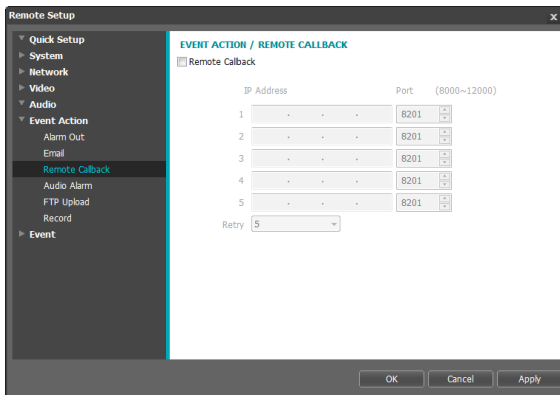 Remote Setup
x
Quick Setup
System
Network
Video
Audio
Event Action
Alarm Out
Email
Remote Callback
Audio Alarm
FTP Upload
Record
Event
EVENT ACTION / REMOTE CALLBACK
Remote Calback
IP Address Port (8000~12000)
1 . . . 8201
2 . . . 8201
3 . . . 8201
4 . . . 8201
5 . . . 8201
Retry 5
OK Cancel Apply